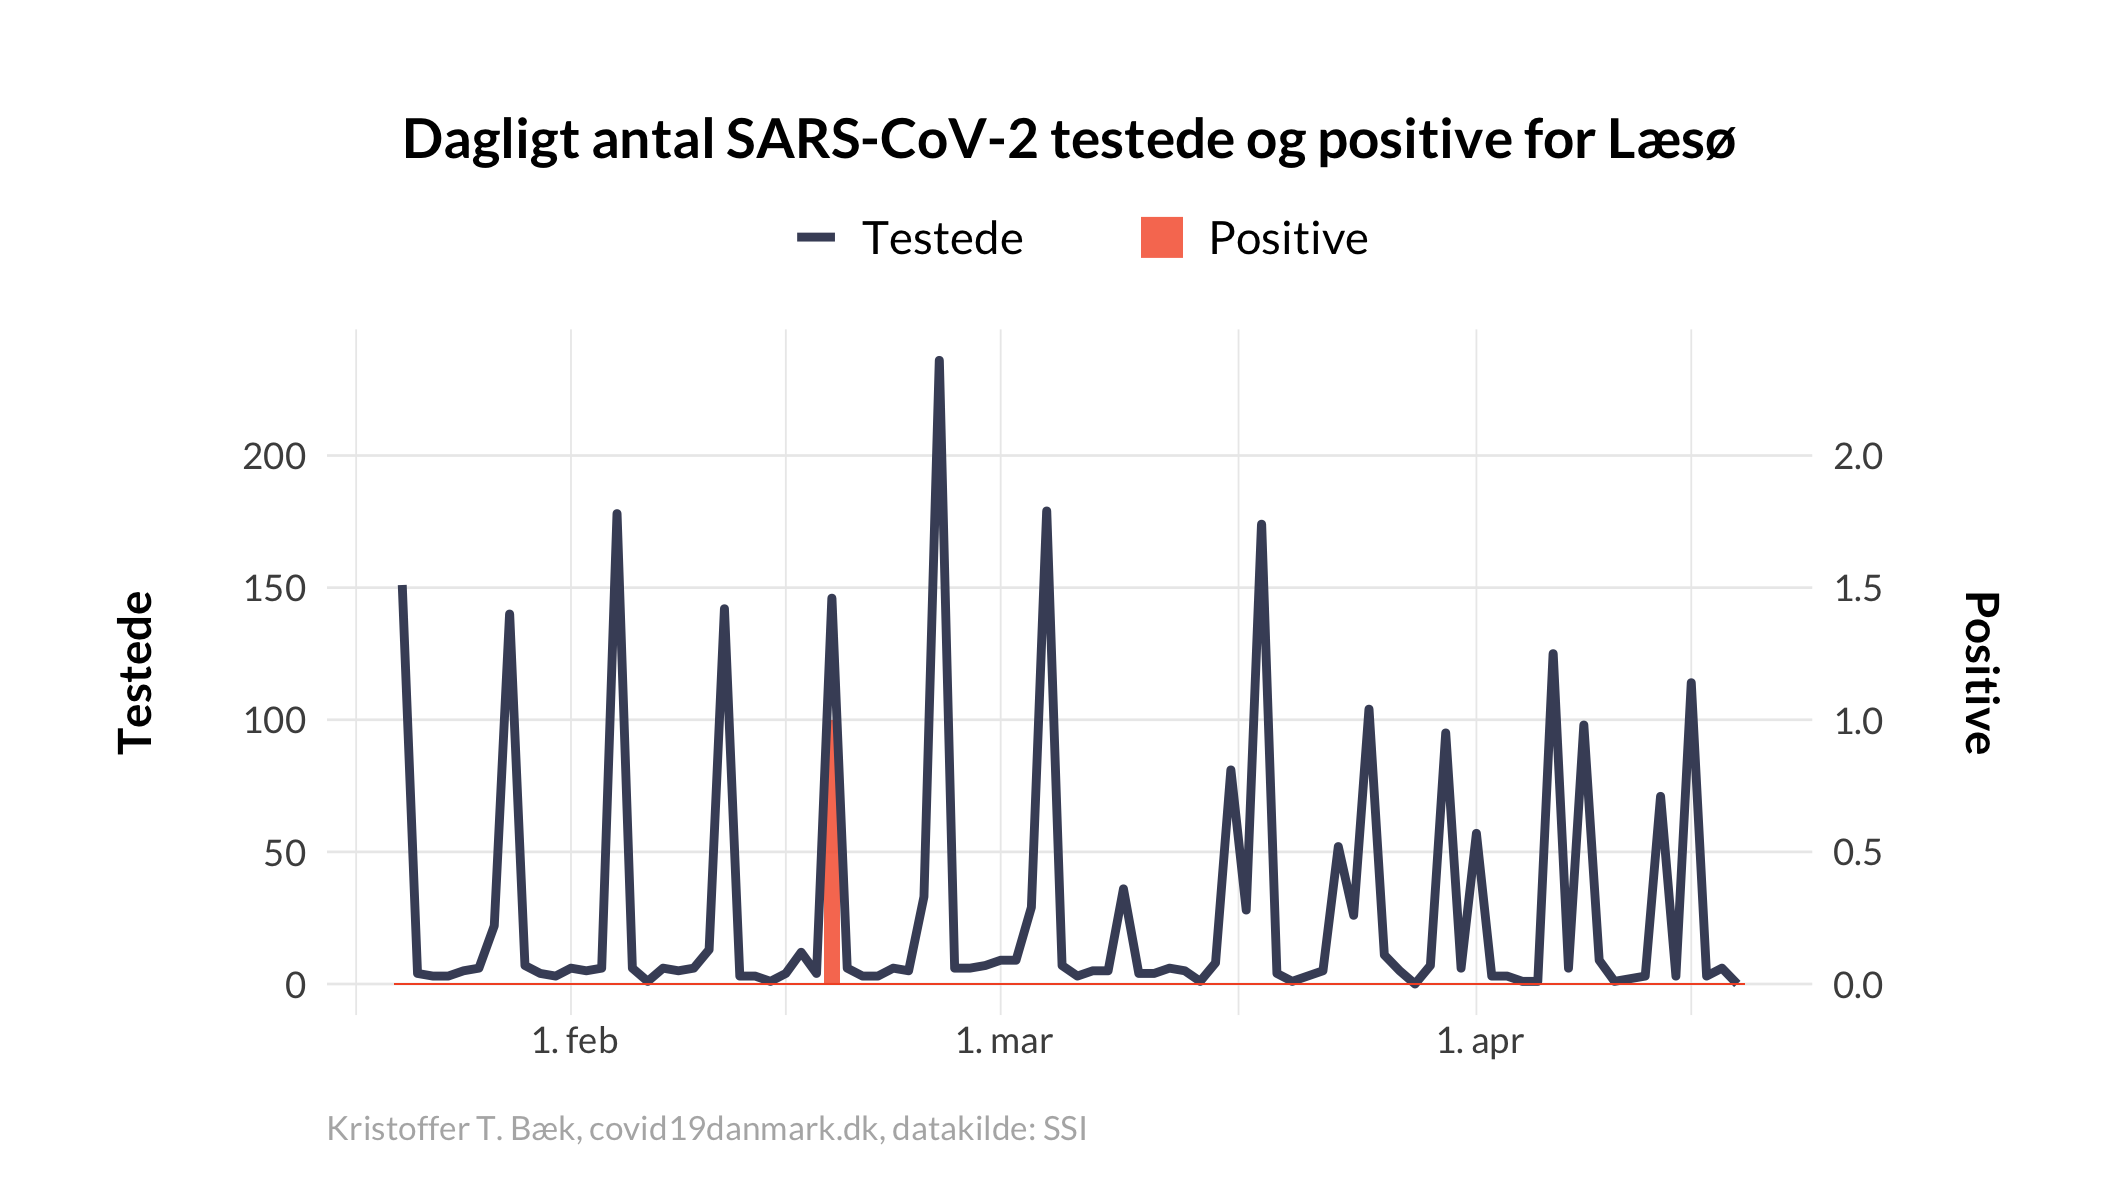 Dagligt antal SARS-CoV-2 testede og positive for Læsø
Testede
Positive
200
150
100
50
0
Testede
2.0
1.5
1.0
0.5
0.0
Positive
1. feb
1. mar
1. apr
Kristoffer T. Bæk, covid19danmark.dk, datakilde: SSI